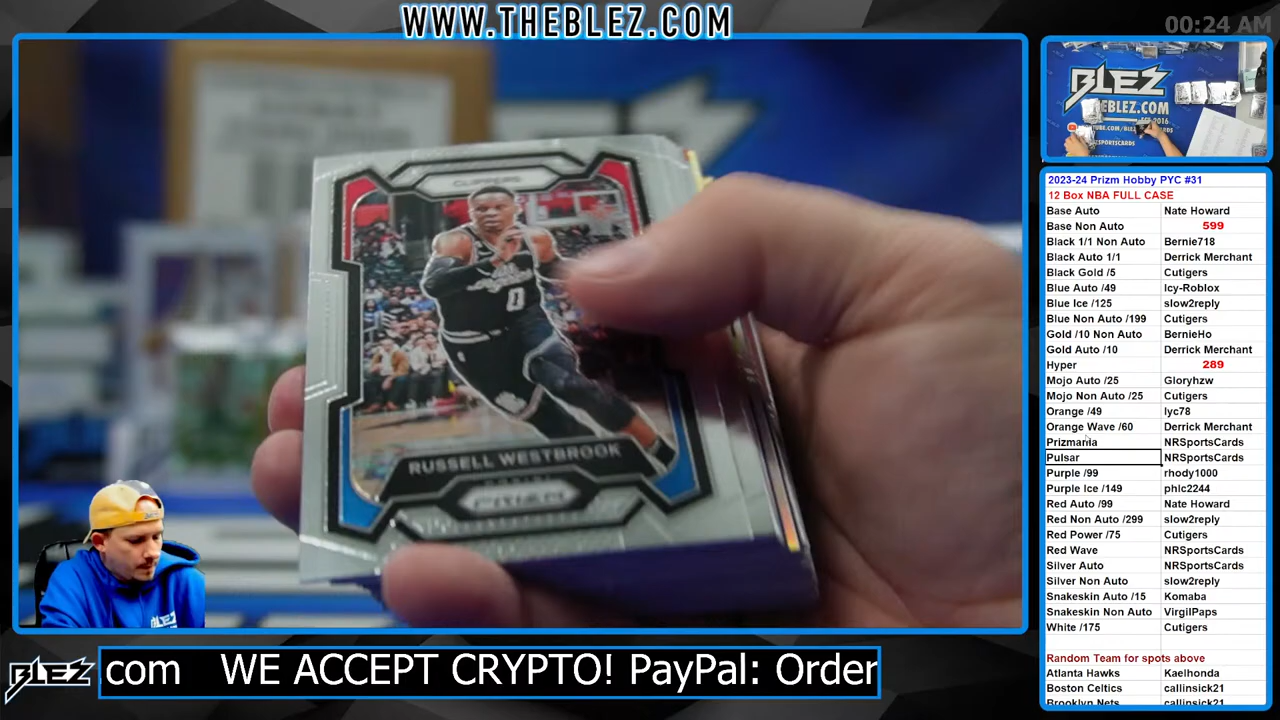 WWW.THEBLEZ.COM
00:24 AM
CLIPPERS
0
RUSSELL WESTBROOK
PRIZM
BLEZ
THEBLEZ.COM
2023-24 Prizm Hobby PYC #31
12 Box NBA FULL CASE
Base Auto Nate Howard
Base Non Auto 599
Black 1/1 Non Auto Bernie718
Black Auto 1/1 Derrick Merchant
Black Gold /5 Cutigers
Blue Auto /49 Icy-Roblox
Blue Ice /125 slow2reply
Blue Non Auto /199 Cutigers
Gold /10 Non Auto BernieHo
Gold Auto /10 Derrick Merchant
Hyper 289
Mojo Auto /25 Gloryhzw
Mojo Non Auto /25 Cutigers
Orange /49 lyc78
Orange Wave /60 Derrick Merchant
Prizmania NRSportsCards
Pulsar NRSportsCards
Purple /99 rhody1000
Purple Ice /149 phlc2244
Red Auto /99 Nate Howard
Red Non Auto /299 slow2reply
Red Power /75 Cutigers
Red Wave NRSportsCards
Silver Auto NRSportsCards
Silver Non Auto slow2reply
Snakeskin Auto /15 Komaba
Snakeskin Non Auto VirgilPaps
White /175 Cutigers
Random Team for spots above
Atlanta Hawks Kaelhonda
Boston Celtics callinsick21
Brooklyn Nets callinsick21
BLEZ
com WE ACCEPT CRYPTO! PayPal: Order